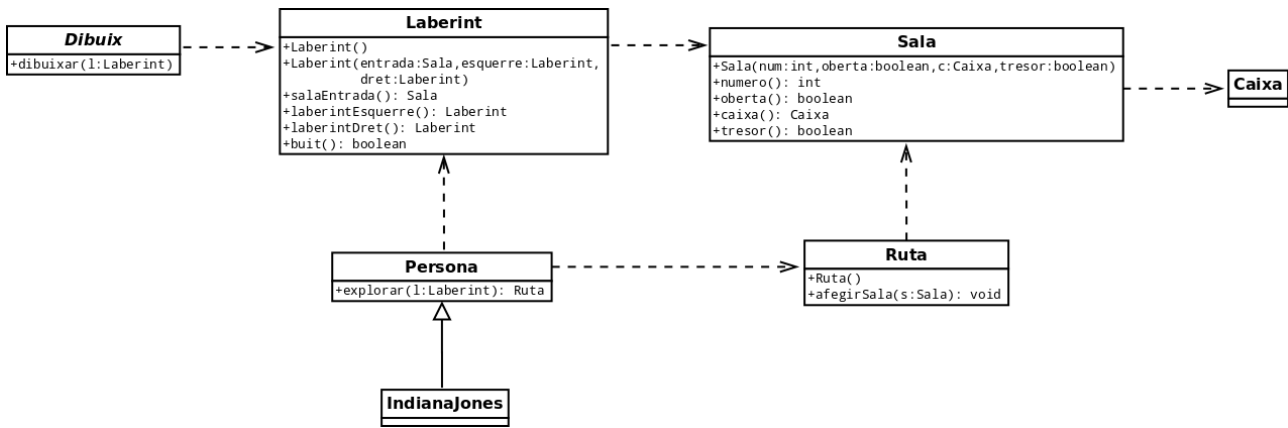 Dibuix
+dibuixar(l:Laberint)
Laberint
+Laberint()
+Laberint(entrada:Sala,esquerre:Laberint,
dret:Laberint)
+salaEntrada(): Sala
+laberintEsquerre(): Laberint
+laberintDret(): Laberint
+buit(): boolean
Sala
+Sala(num:int,oberta:boolean,c:Caixa,tresor:boolean)
+numero(): int
+oberta(): boolean
+caixa(): Caixa
+tresor(): boolean
Caixa
Persona
+explorar(l:Laberint): Ruta
Ruta
+Ruta()
+afegirSala(s:Sala): void
IndianaJones